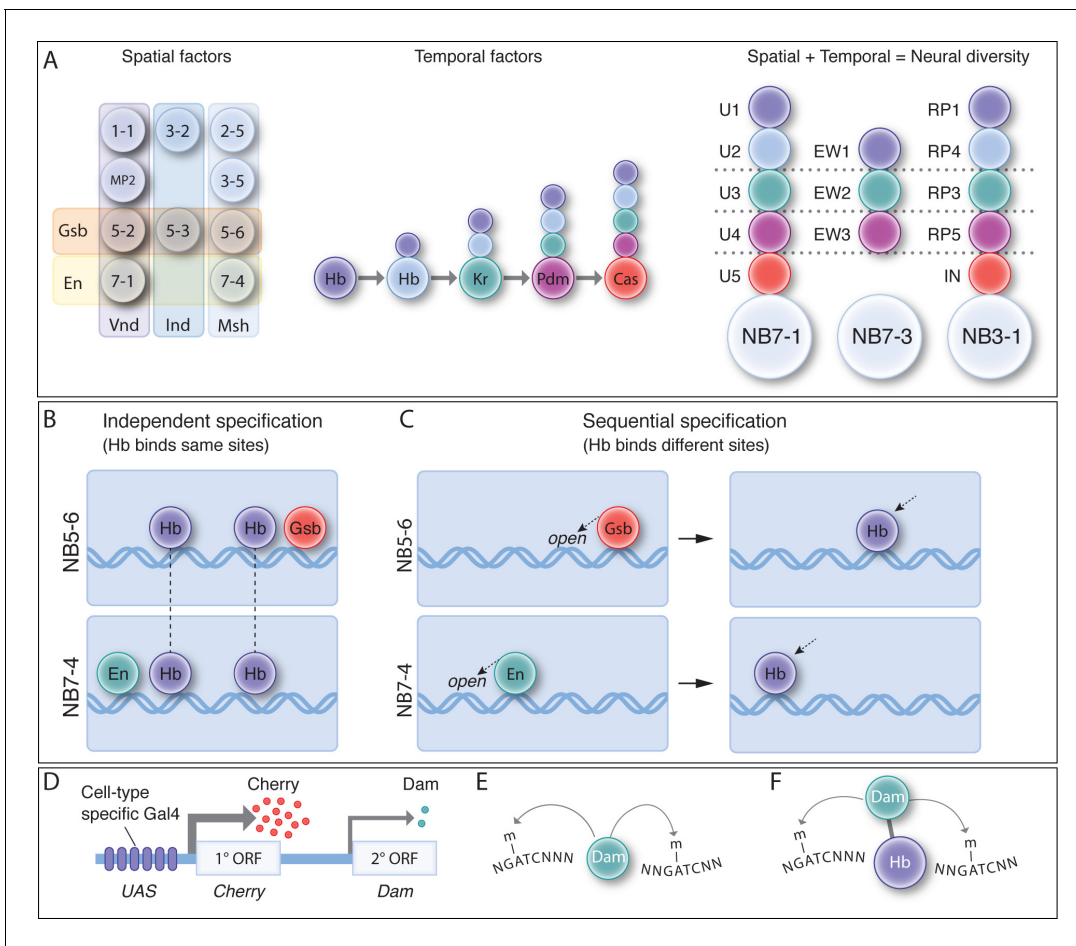 A
Spatial factors
Temporal factors
Spatial + Temporal = Neural diversity
1-1
3-2
2-5
MP2
3-5
Gsb
5-2
5-3
5-6
En
7-1
7-4
Vnd
Ind
Msh
Hb
Hb
Kr
Pdm
Cas
U1
U2
U3
U4
U5
NB7-1
EW1
EW2
EW3
NB7-3
RP1
RP4
RP3
RP5
IN
NB3-1
B
Independent specification
(Hb binds same sites)
NB5-6
Hb
Hb
Gsb
NB7-4
En
Hb
Hb
C
Sequential specification
(Hb binds different sites)
NB5-6
open
Gsb
Hb
NB7-4
open
En
Hb
D
Cell-type
specific Gal4
Cherry
Dam
1° ORF
2° ORF
UAS
Cherry
Dam
E
m
NGATCNNN
Dam
m
NNGATCNN
F
Dam
m
NGATCNNN
Hb
m
NNGATCNN